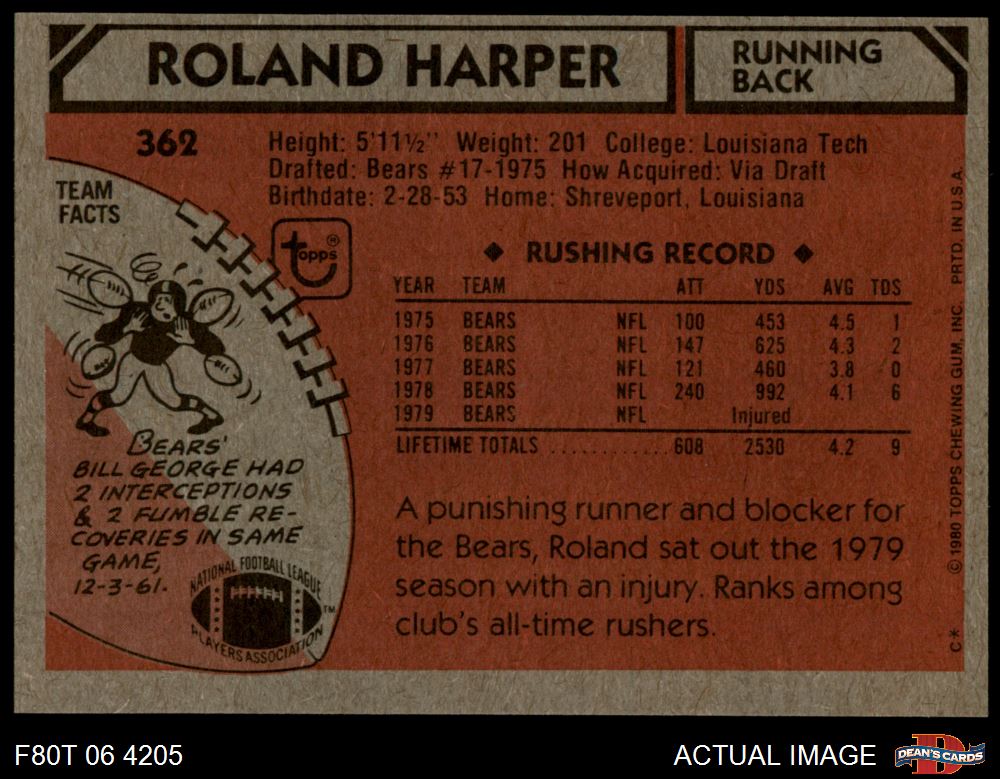 ROLAND HARPER
RUNNING
BACK
362
Height: 5'11½" Weight: 201 College: Louisiana Tech
Drafted: Bears #17-1975 How Acquired: Via Draft
Birthdate: 2-28-53 Home: Shreveport, Louisiana
TEAM
FACTS
topps®
◆ RUSHING RECORD ◆
YEAR TEAM ATT YDS AVG TDS
1975 BEARS NFL 100 453 4.5 1
1976 BEARS NFL 147 625 4.3 2
1977 BEARS NFL 121 460 3.8 0
1978 BEARS NFL 240 992 4.1 6
1979 BEARS NFL Injured
LIFETIME TOTALS ............ 608 2530 4.2 9
BEARS'
BILL GEORGE HAD
2 INTERCEPTIONS
& 2 FUMBLE RE-
COVERIES IN SAME
GAME,
12-3-61.
NATIONAL FOOTBALL LEAGUE
PLAYERS ASSOCIATION
TM
A punishing runner and blocker for
the Bears, Roland sat out the 1979
season with an injury. Ranks among
club's all-time rushers.
C* © 1980 TOPPS CHEWING GUM, INC. PRTD. IN U.S.A.
F80T 06 4205
ACTUAL IMAGE
DEAN'S CARDS